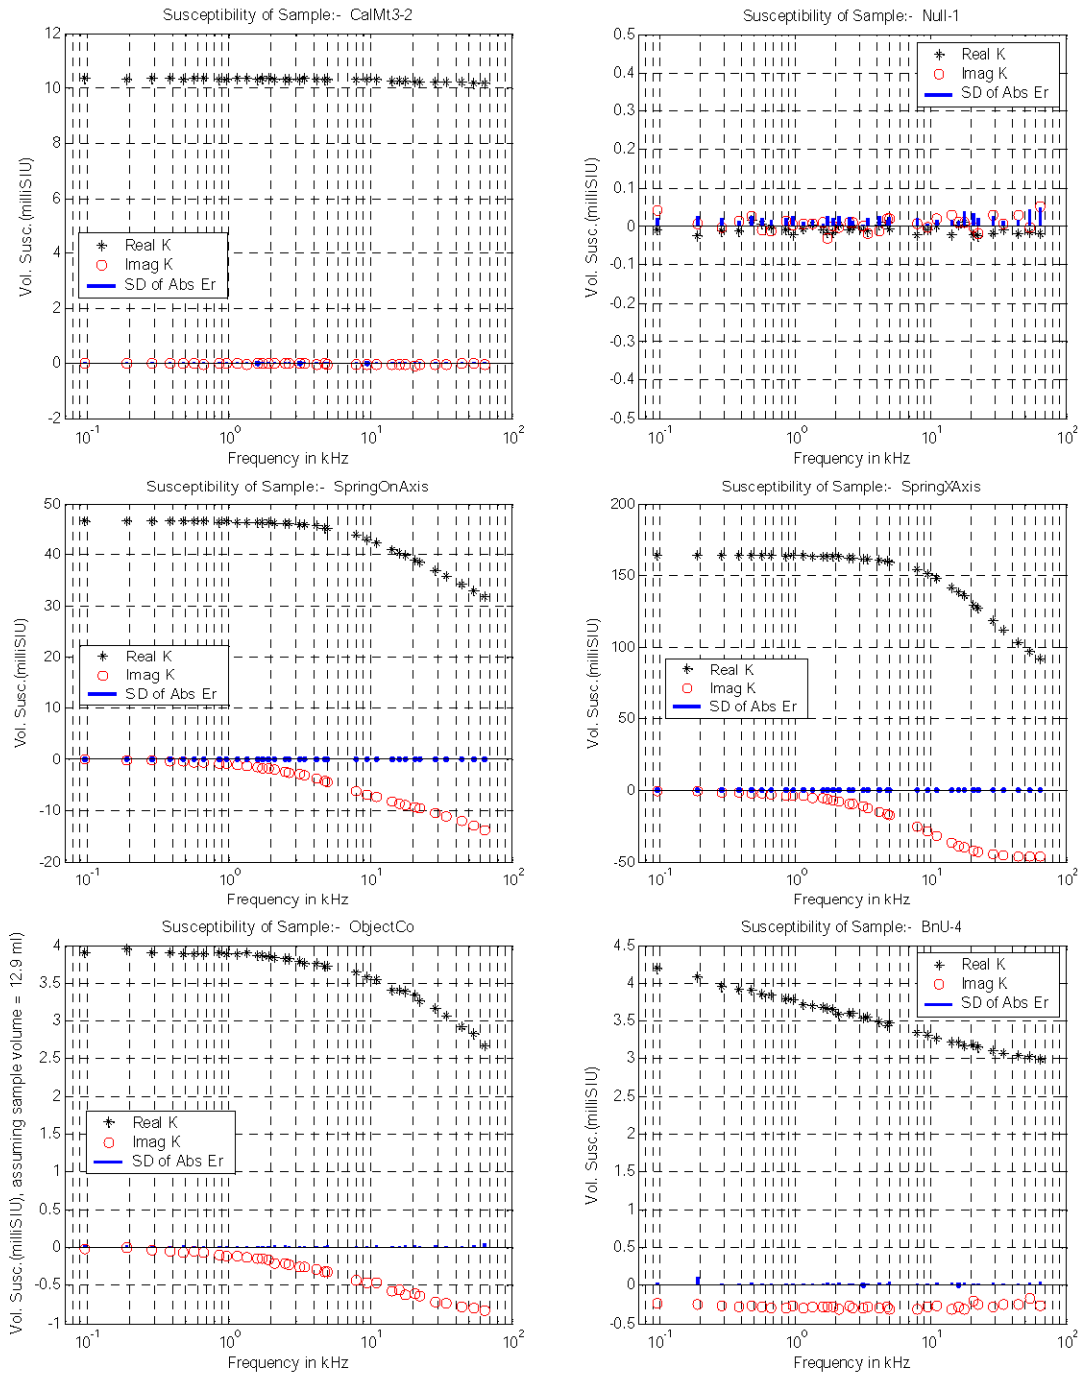 Susceptibility of Sample:-  CalMt3-2
12
10
8
6
4
2
0
-2
Vol. Susc.(milliSIU)
Real K
Imag K
SD of Abs Er
10^-1
10^0
10^1
10^2
Frequency in kHz
Susceptibility of Sample:-  Null-1
0.5
0.4
0.3
0.2
0.1
0
-0.1
-0.2
-0.3
-0.4
-0.5
Vol. Susc.(milliSIU)
Real K
Imag K
SD of Abs Er
10^-1
10^0
10^1
10^2
Frequency in kHz
Susceptibility of Sample:-  SpringOnAxis
50
40
30
20
10
0
-10
-20
Vol. Susc.(milliSIU)
Real K
Imag K
SD of Abs Er
10^-1
10^0
10^1
10^2
Frequency in kHz
Susceptibility of Sample:-  SpringXAxis
200
150
100
50
0
-50
Vol. Susc.(milliSIU)
Real K
Imag K
SD of Abs Er
10^-1
10^0
10^1
10^2
Frequency in kHz
Susceptibility of Sample:-  ObjectCo
4
3.5
3
2.5
2
1.5
1
0.5
0
-0.5
-1
Vol. Susc.(milliSIU), assuming sample volume = 12.9 ml)
Real K
Imag K
SD of Abs Er
10^-1
10^0
10^1
10^2
Frequency in kHz
Susceptibility of Sample:-  BnU-4
4.5
4
3.5
3
2.5
2
1.5
1
0.5
0
-0.5
Vol. Susc.(milliSIU)
Real K
Imag K
SD of Abs Er
10^-1
10^0
10^1
10^2
Frequency in kHz